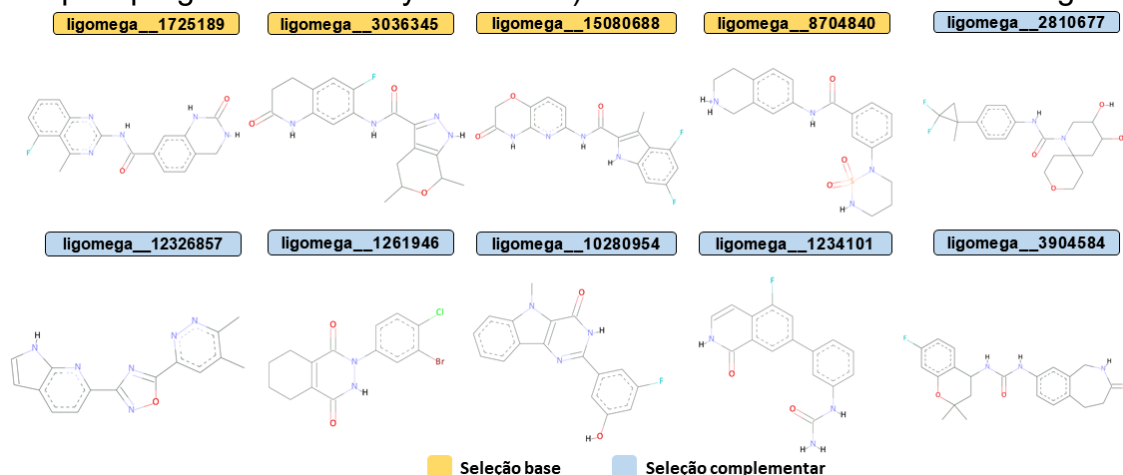 ligomega__1725189 ligomega__3036345 ligomega__15080688 ligomega__8704840 ligomega__2810677
ligomega__12326857 ligomega__1261946 ligomega__10280954 ligomega__1234101 ligomega__3904584
Seleção base Seleção complementar